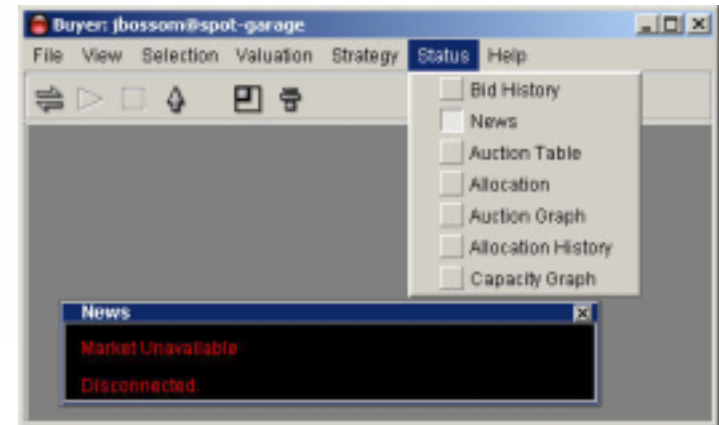 Buyer: jbossom@spot-garage
File View Selection Valuation Strategy Status Help
Bid History
News
Auction Table
Allocation
Auction Graph
Allocation History
Capacity Graph
News
Market Unavailable
Disconnected.